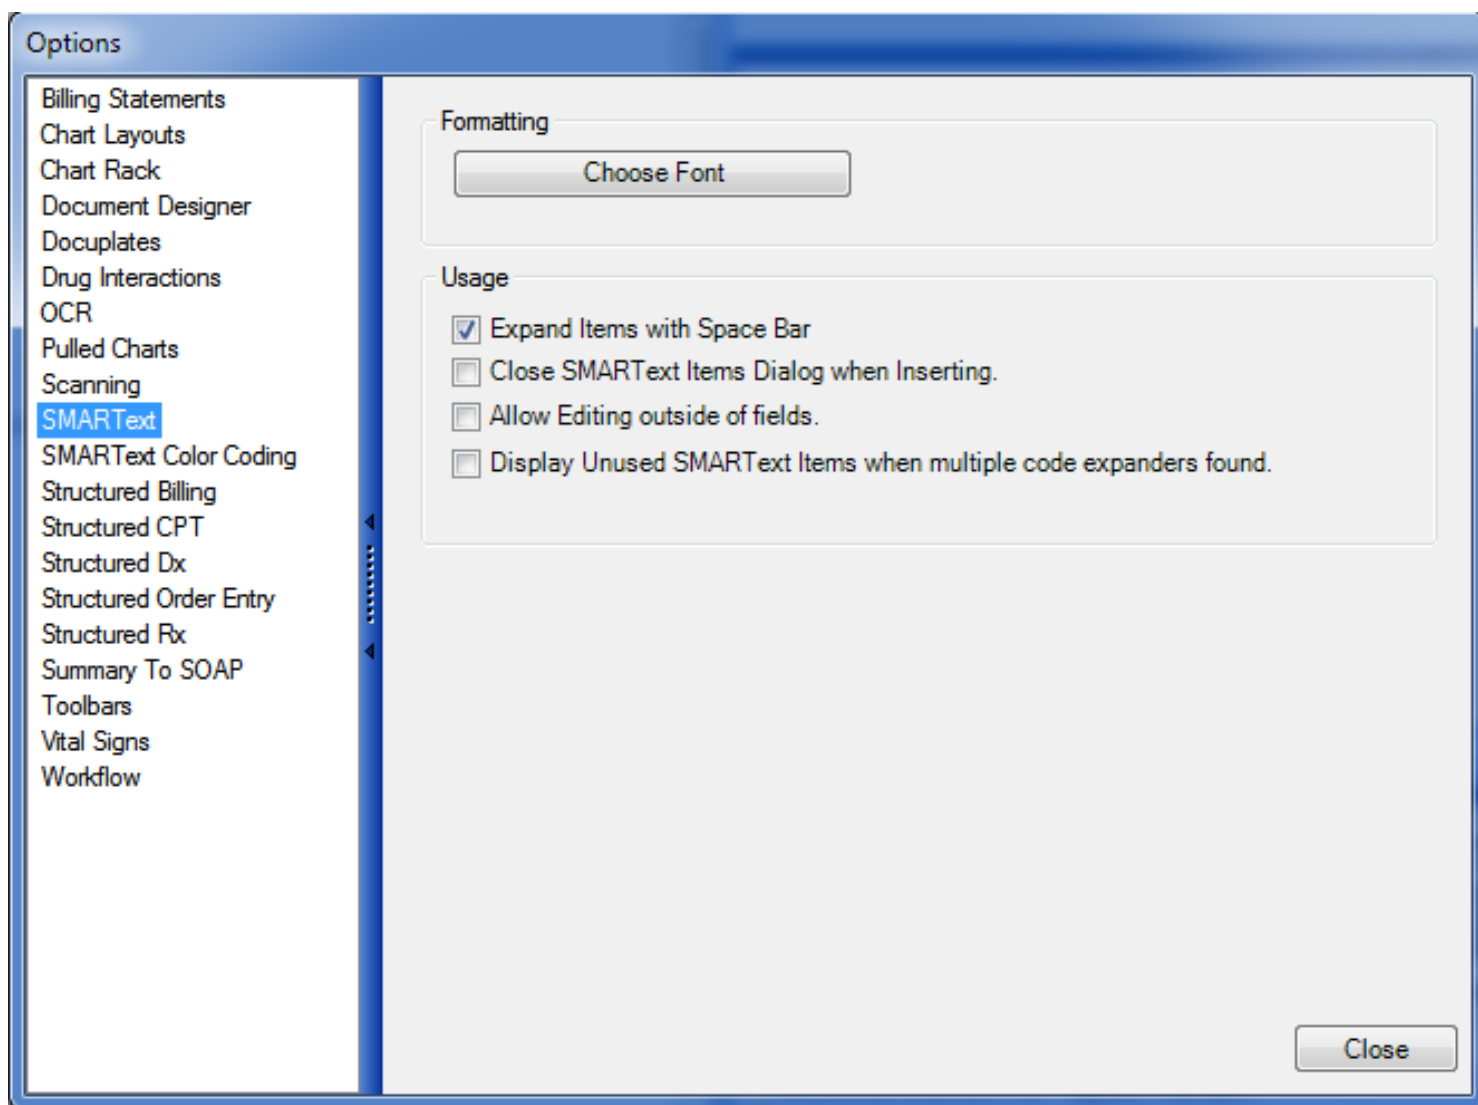 Options
Billing Statements
Chart Layouts
Chart Rack
Document Designer
Docuplates
Drug Interactions
OCR
Pulled Charts
Scanning
SMARText
SMARText Color Coding
Structured Billing
Structured CPT
Structured Dx
Structured Order Entry
Structured Rx
Summary To SOAP
Toolbars
Vital Signs
Workflow
Formatting
Choose Font
Usage
Expand Items with Space Bar
Close SMARText Items Dialog when Inserting.
Allow Editing outside of fields.
Display Unused SMARText Items when multiple code expanders found.
Close